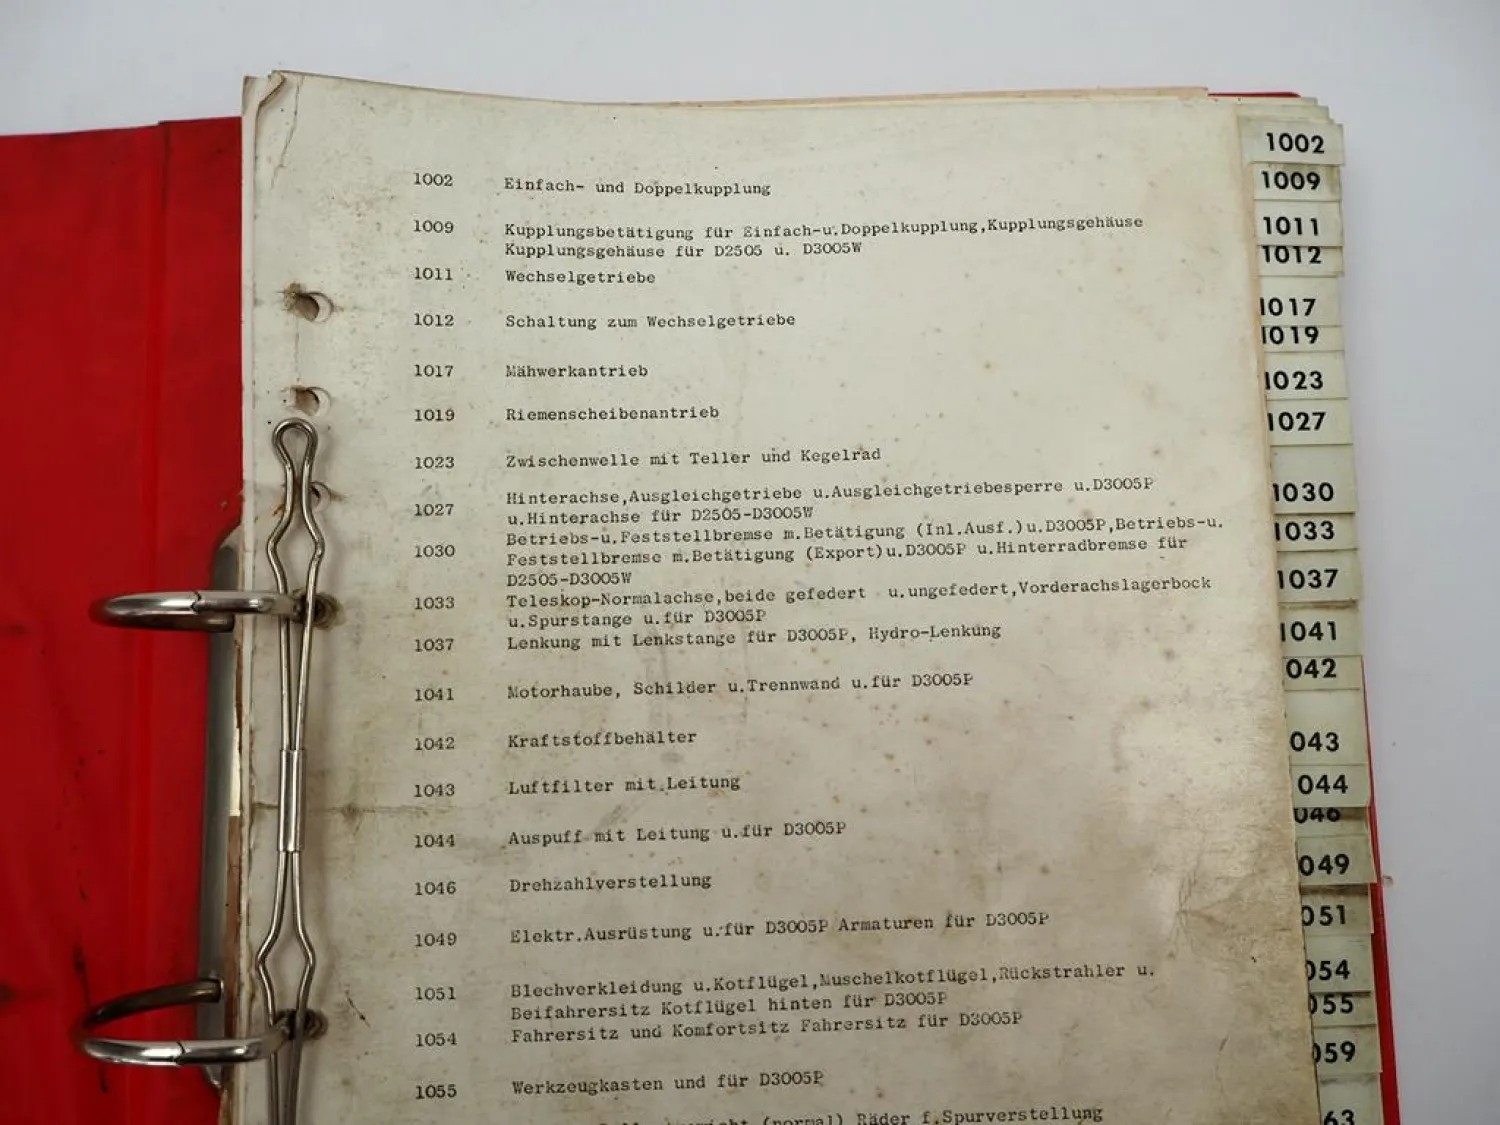 1002 Einfach- und Doppelkupplung
1009 Kupplungsbetätigung für Einfach-u.Doppelkupplung,Kupplungsgehäuse
Kupplungsgehäuse für D2505 u. D3005W
1011 Wechselgetriebe
1012 Schaltung zum Wechselgetriebe
1017 Mähwerkantrieb
1019 Riemenscheibenantrieb
1023 Zwischenwelle mit Teller und Kegelrad
1027 Hinterachse,Ausgleichgetriebe u.Ausgleichgetriebesperre u.D3005P
u.Hinterachse für D2505-D3005W
1030 Betriebs-u.Feststellbremse m.Betätigung (Inl.Ausf.)u.D3005P,Betriebs-u.
Feststellbremse m.Betätigung (Export)u.D3005P u.Hinterradbremse für
D2505-D3005W
1033 Teleskop-Normalachse,beide gefedert u.ungefedert,Vorderachslagerbock
u.Spurstange u.für D3005P
1037 Lenkung mit Lenkstange für D3005P, Hydro-Lenkung
1041 Motorhaube, Schilder u.Trennwand u.für D3005P
1042 Kraftstoffbehälter
1043 Luftfilter mit Leitung
1044 Auspuff mit Leitung u.für D3005P
1046 Drehzahlverstellung
1049 Elektr.Ausrüstung u.für D3005P Armaturen für D3005P
1051 Blechverkleidung u.Kotflügel,Muschelkotflügel,Rückstrahler u.
Beifahrersitz Kotflügel hinten für D3005P
1054 Fahrersitz und Komfortsitz Fahrersitz für D3005P
1055 Werkzeugkasten und für D3005P
(normal) Räder f.Spurverstellung
1002
1009
1011
1012
1017
1019
1023
1027
1030
1033
1037
1041
042
043
044
046
049
051
054
055
059
63